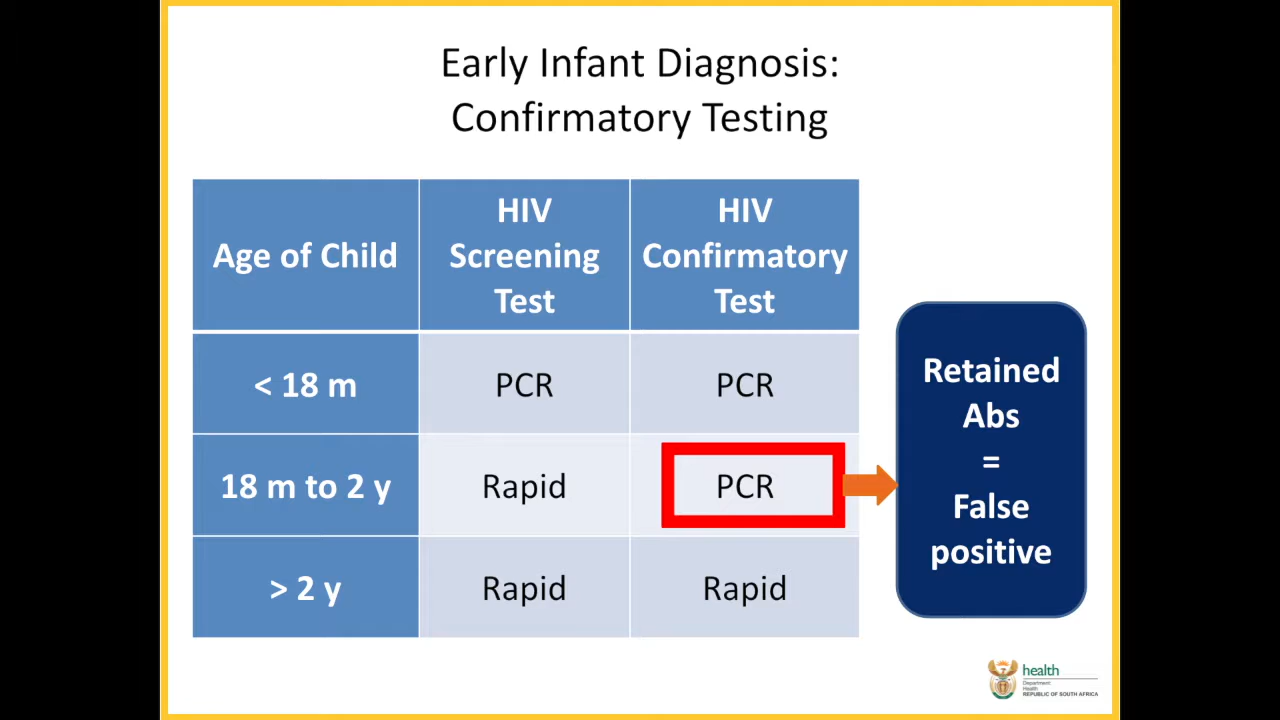 Early Infant Diagnosis:
Confirmatory Testing
Age of Child
HIV
Screening
Test
HIV
Confirmatory
Test
< 18 m
PCR
PCR
18 m to 2 y
Rapid
PCR
> 2 y
Rapid
Rapid
Retained
Abs
=
False
positive
health
Department:
Health
REPUBLIC OF SOUTH AFRICA